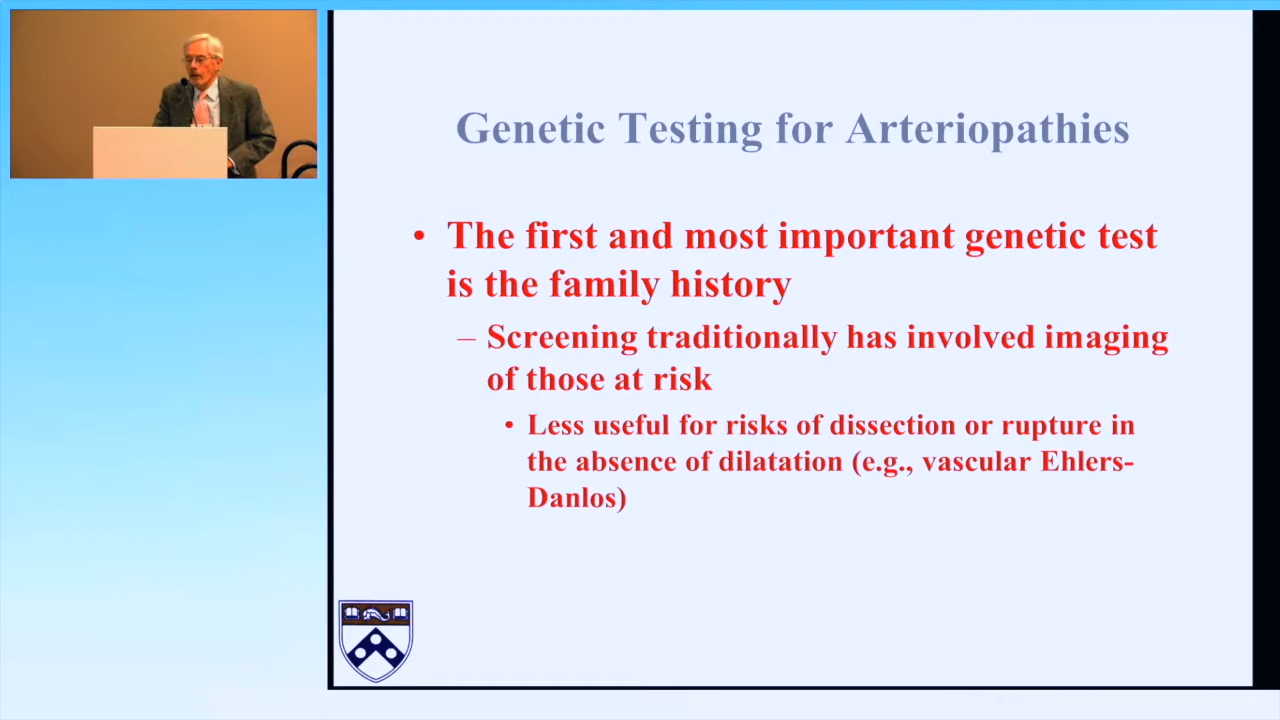 Genetic Testing for Arteriopathies
• The first and most important genetic test
is the family history
– Screening traditionally has involved imaging
of those at risk
• Less useful for risks of dissection or rupture in
the absence of dilatation (e.g., vascular Ehlers-
Danlos)